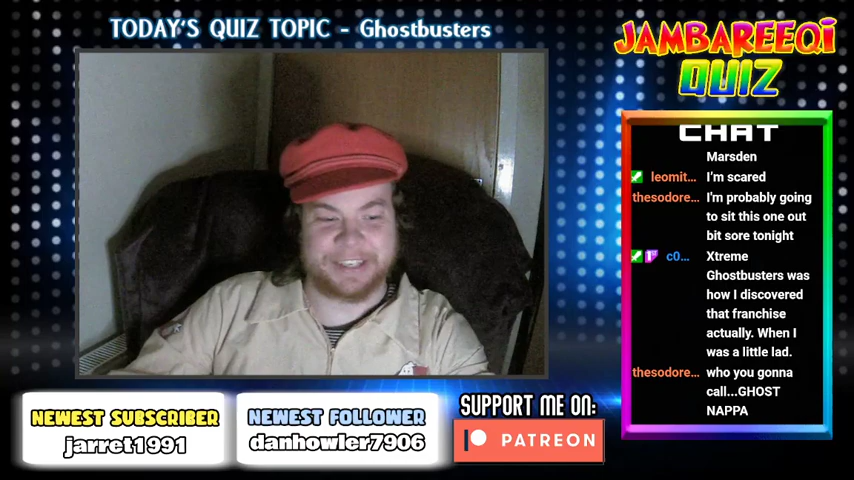 TODAY'S QUIZ TOPIC - Ghostbusters
JAMBAREEQi
QUIZ
CHAT
Marsden
leomit... I'm scared
thesodore... I'm probably going
to sit this one out
bit sore tonight
c0... Xtreme
Ghostbusters was
how I discovered
that franchise
actually. When I
was a little lad.
thesodore... who you gonna
call...GHOST
NAPPA
NEWEST SUBSCRIBER
jarret1991
NEWEST FOLLOWER
danhowler7906
SUPPORT ME ON:
PATREON